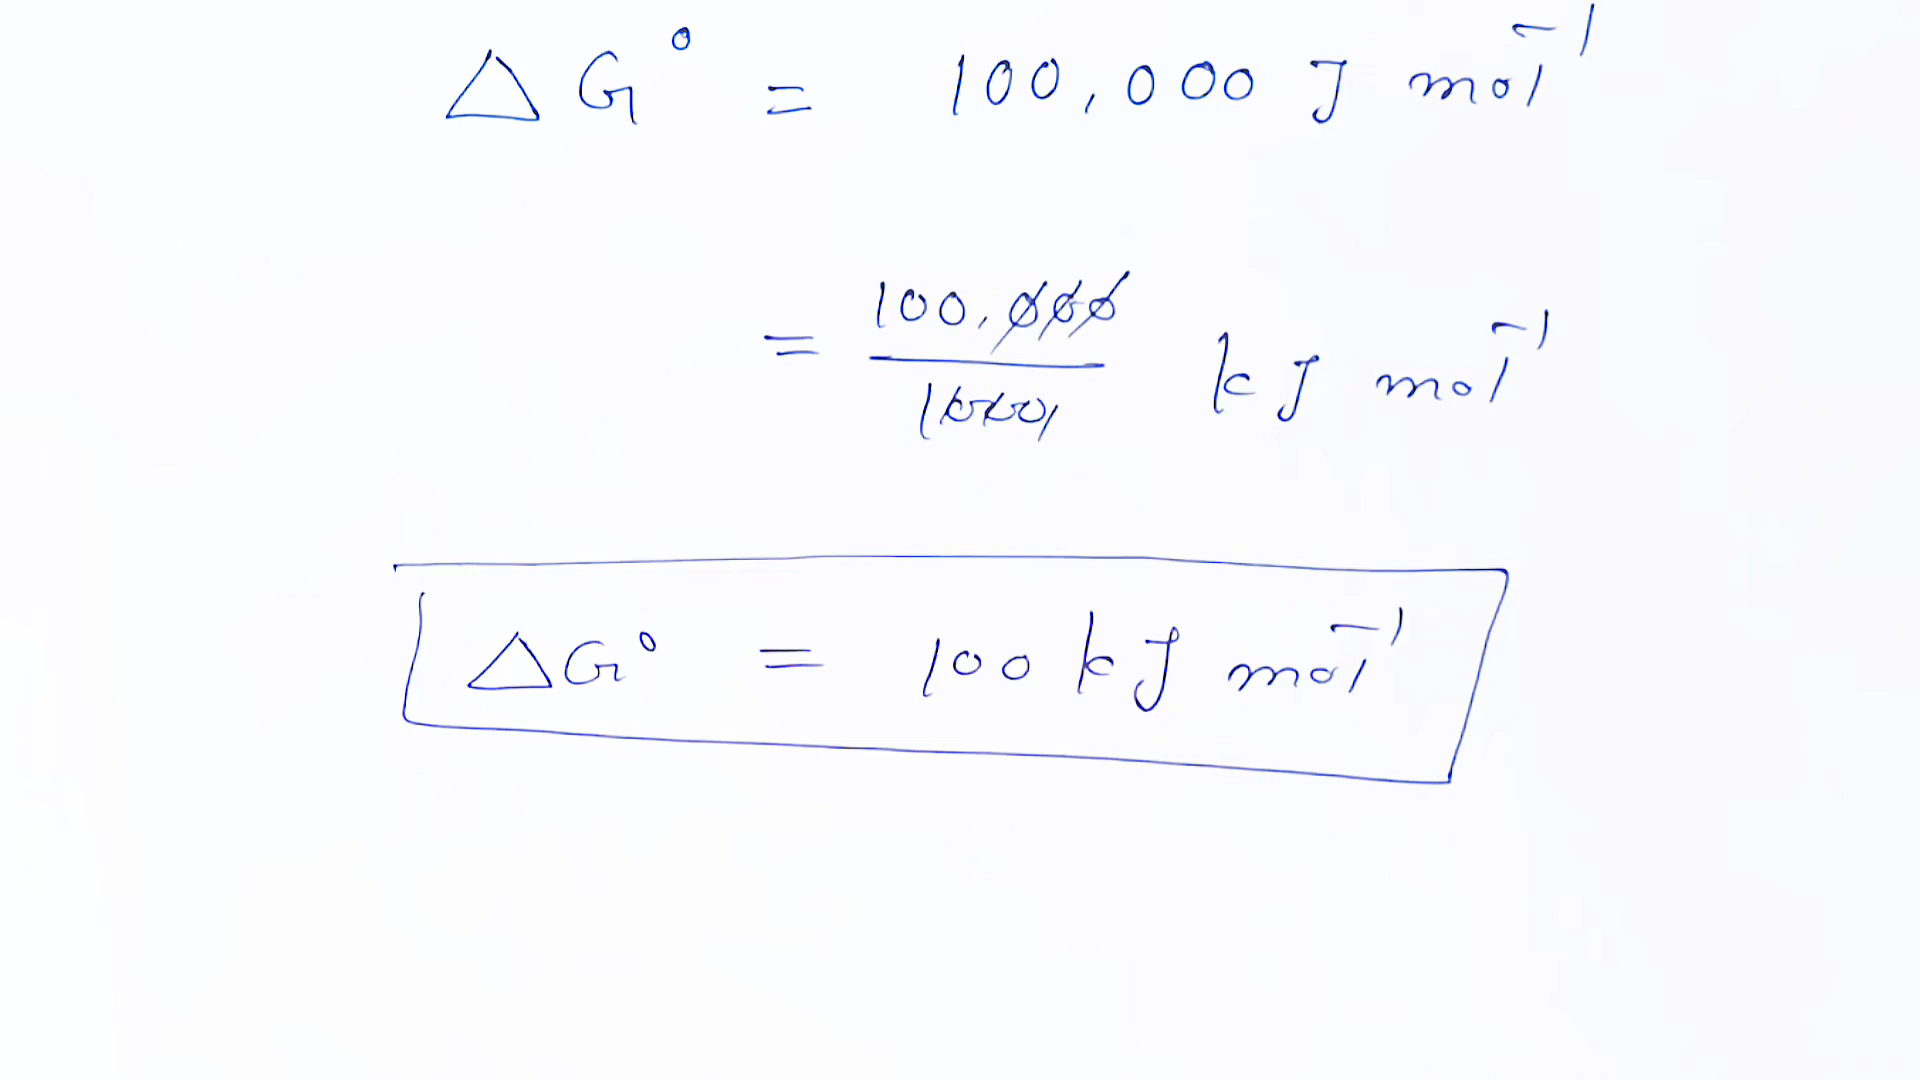 ΔG° = 100,000 J mol⁻¹
= 100,000/1000 kJ mol⁻¹
ΔG° = 100 kJ mol⁻¹